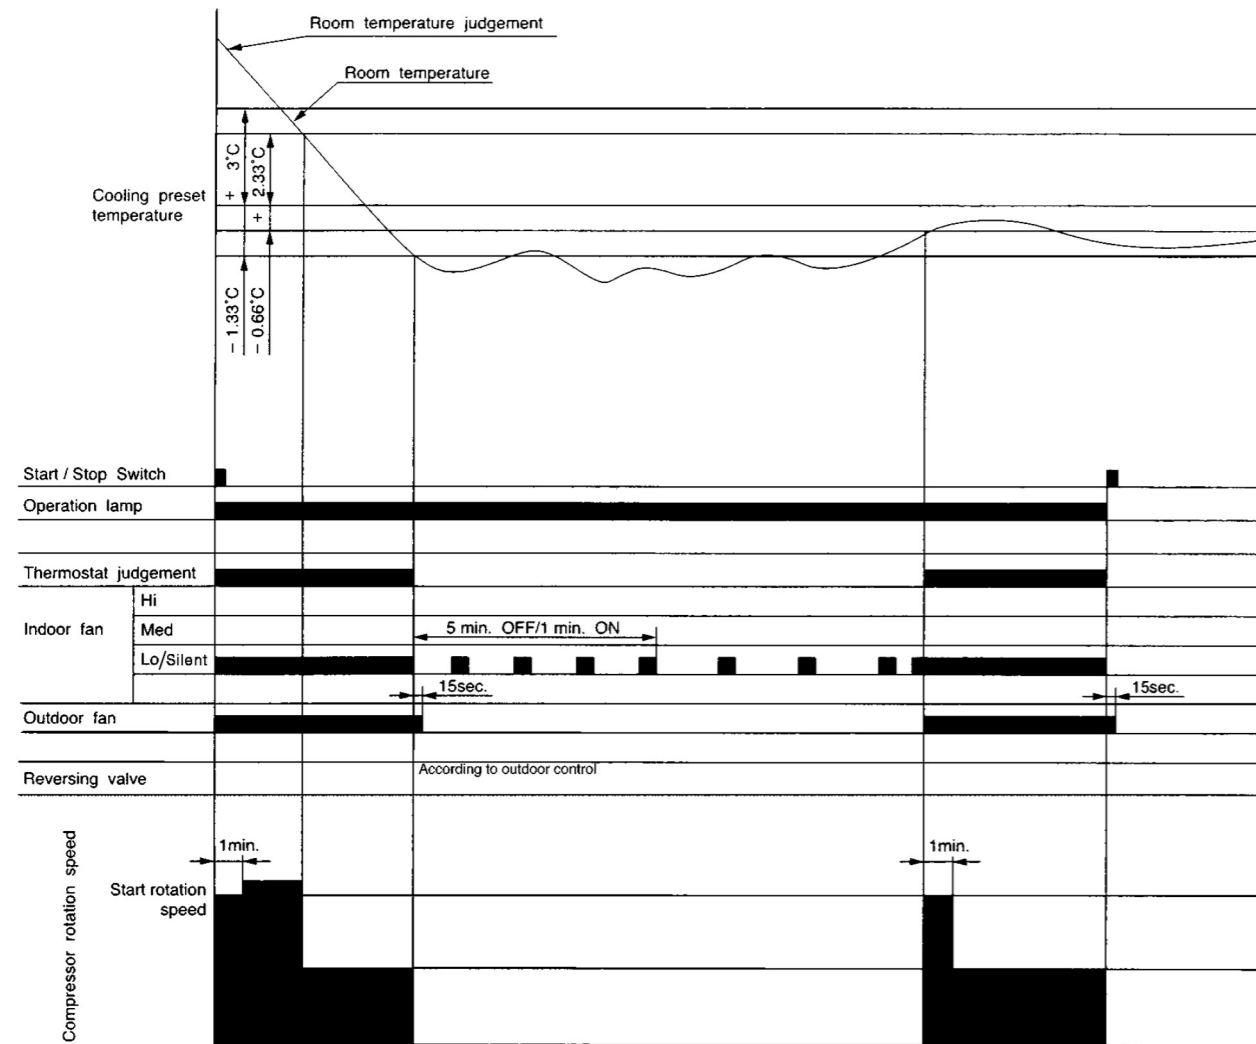 Room temperature judgement
Room temperature
+ 3°C
+ 2.33°C
Cooling preset
temperature
− 1.33°C
− 0.66°C
Start / Stop Switch
Operation lamp
Thermostat judgement
Hi
Indoor fan
Med
5 min. OFF/1 min. ON
Lo/Silent
15sec.
15sec.
Outdoor fan
According to outdoor control
Reversing valve
1min.
1min.
Start rotation
speed
Compressor rotation speed